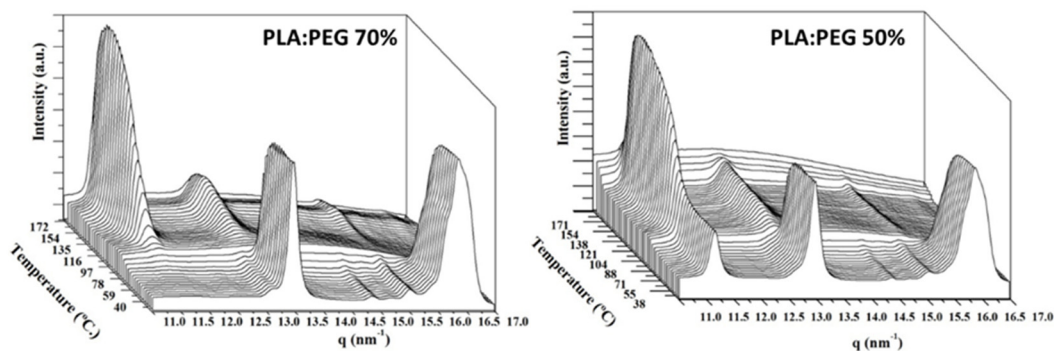 PLA:PEG 70%
Intensity (a.u.)
172
154
135
116
97
78
59
40
Temperature (°C.)
11.0 11.5 12.0 12.5 13.0 13.5 14.0 14.5 15.0 15.5 16.0 16.5 17.0
q (nm⁻¹)
PLA:PEG 50%
Intensity (a.u.)
171
154
138
121
104
88
71
55
38
Temperature (°C)
11.0 11.5 12.0 12.5 13.0 13.5 14.0 14.5 15.0 15.5 16.0 16.5 17.0
q (nm⁻¹)